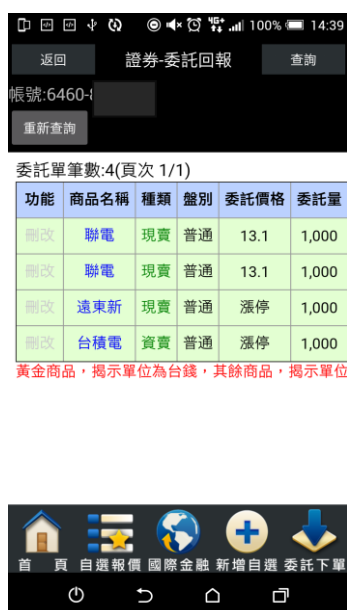 4G+ 100% 14:39
返回 證券-委託回報 查詢
帳號:6460-8
重新查詢
委託單筆數:4(頁次 1/1)
功能 商品名稱 種類 盤別 委託價格 委託量
刪改 聯電 現賣 普通 13.1 1,000
刪改 聯電 現賣 普通 13.1 1,000
刪改 遠東新 現賣 普通 漲停 1,000
刪改 台積電 資賣 普通 漲停 1,000
黃金商品，揭示單位為台錢，其餘商品，揭示單位
首 頁 自選報價 國際金融 新增自選 委託下單